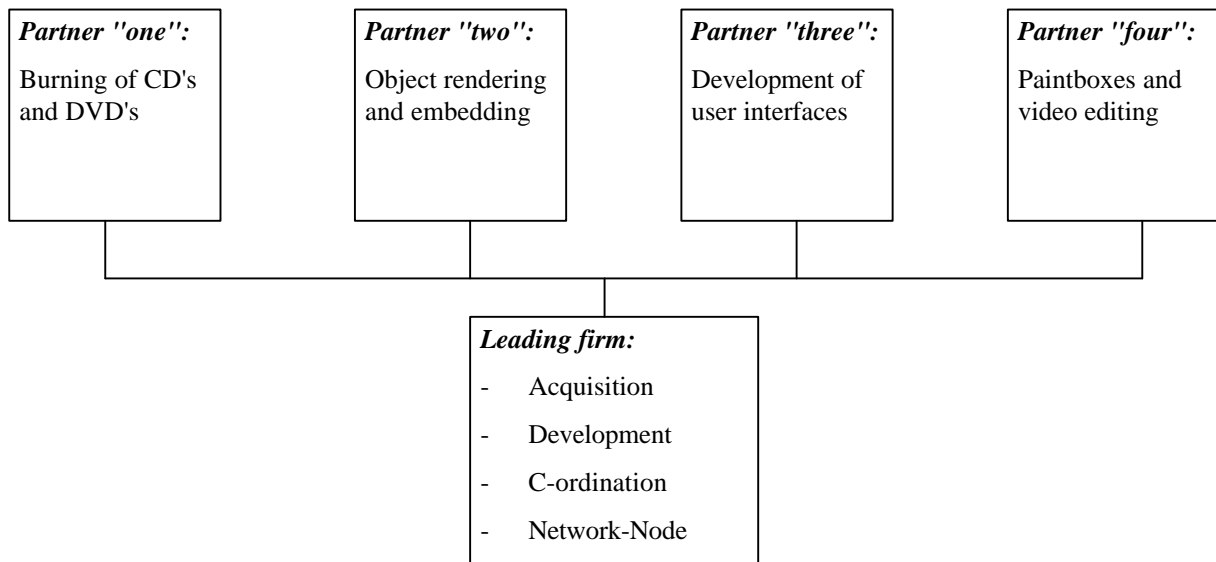 Partner "one":
Burning of CD's
and DVD's
Partner "two":
Object rendering
and embedding
Partner "three":
Development of
user interfaces
Partner "four":
Paintboxes and
video editing
Leading firm:
- Acquisition
- Development
- C-ordination
- Network-Node